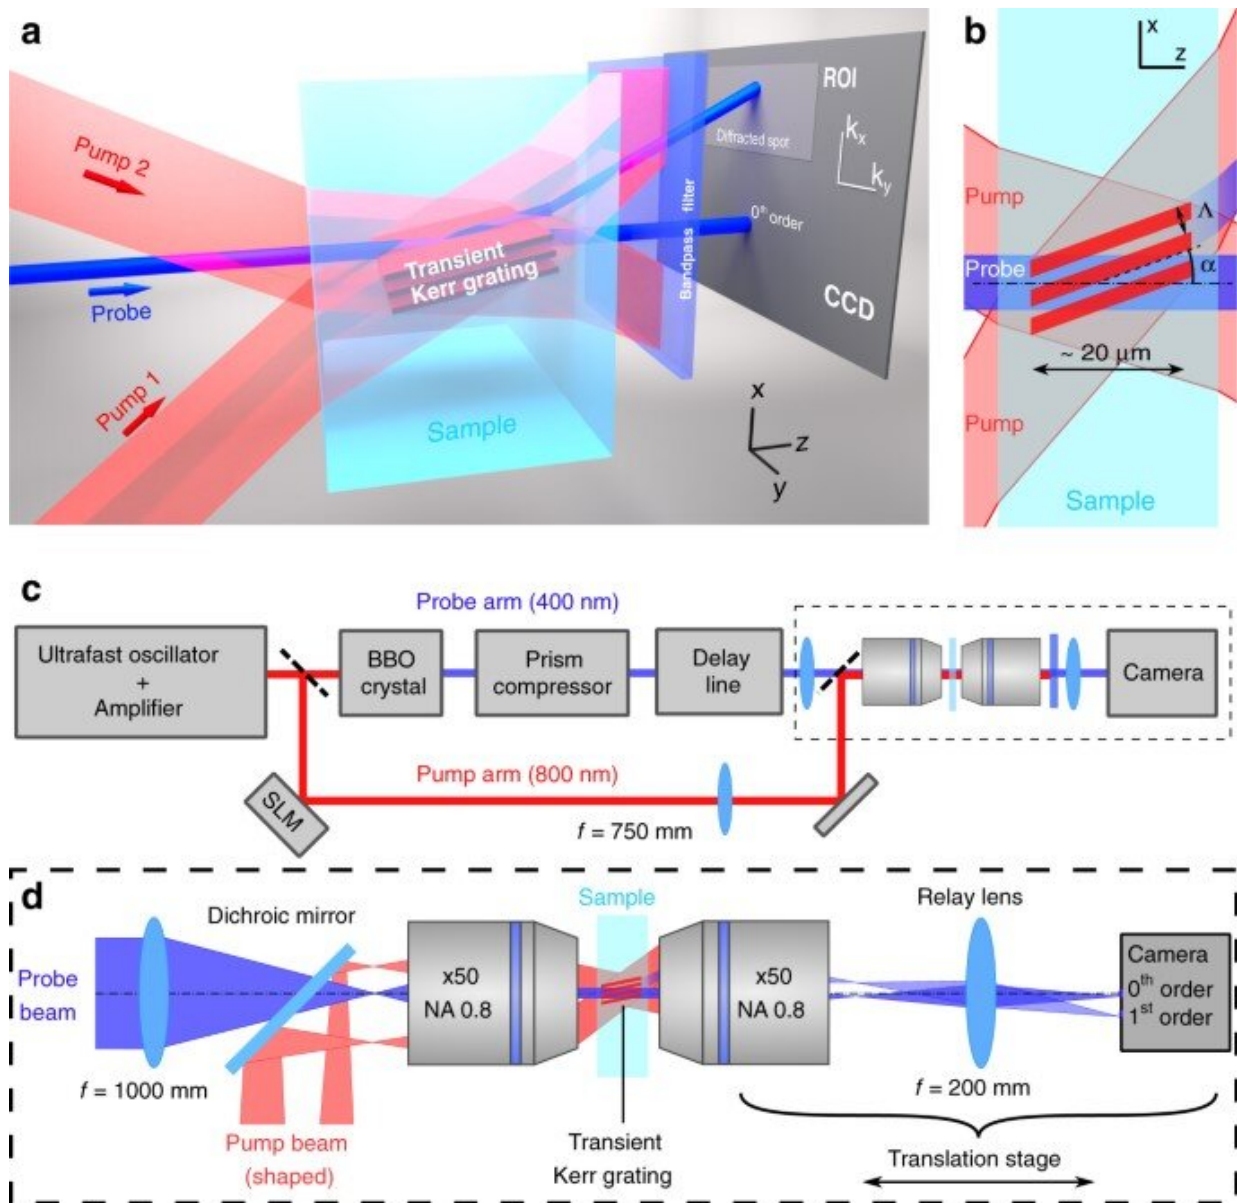 a
Pump 2
Probe
Pump 1
Transient
Kerr grating
Sample
Bandpass filter
ROI
Diffracted spot
kx
ky
0th order
CCD
x
z
y
b
x
z
Pump
Probe
Λ
α
~ 20 µm
Pump
Sample
c
Probe arm (400 nm)
Ultrafast oscillator
+
Amplifier
BBO
crystal
Prism
compressor
Delay
line
Camera
Pump arm (800 nm)
SLM
f = 750 mm
d
Dichroic mirror
Sample
Relay lens
Probe
beam
x50
NA 0.8
x50
NA 0.8
Camera
0th order
1st order
f = 1000 mm
f = 200 mm
Pump beam
(shaped)
Transient
Kerr grating
Translation stage